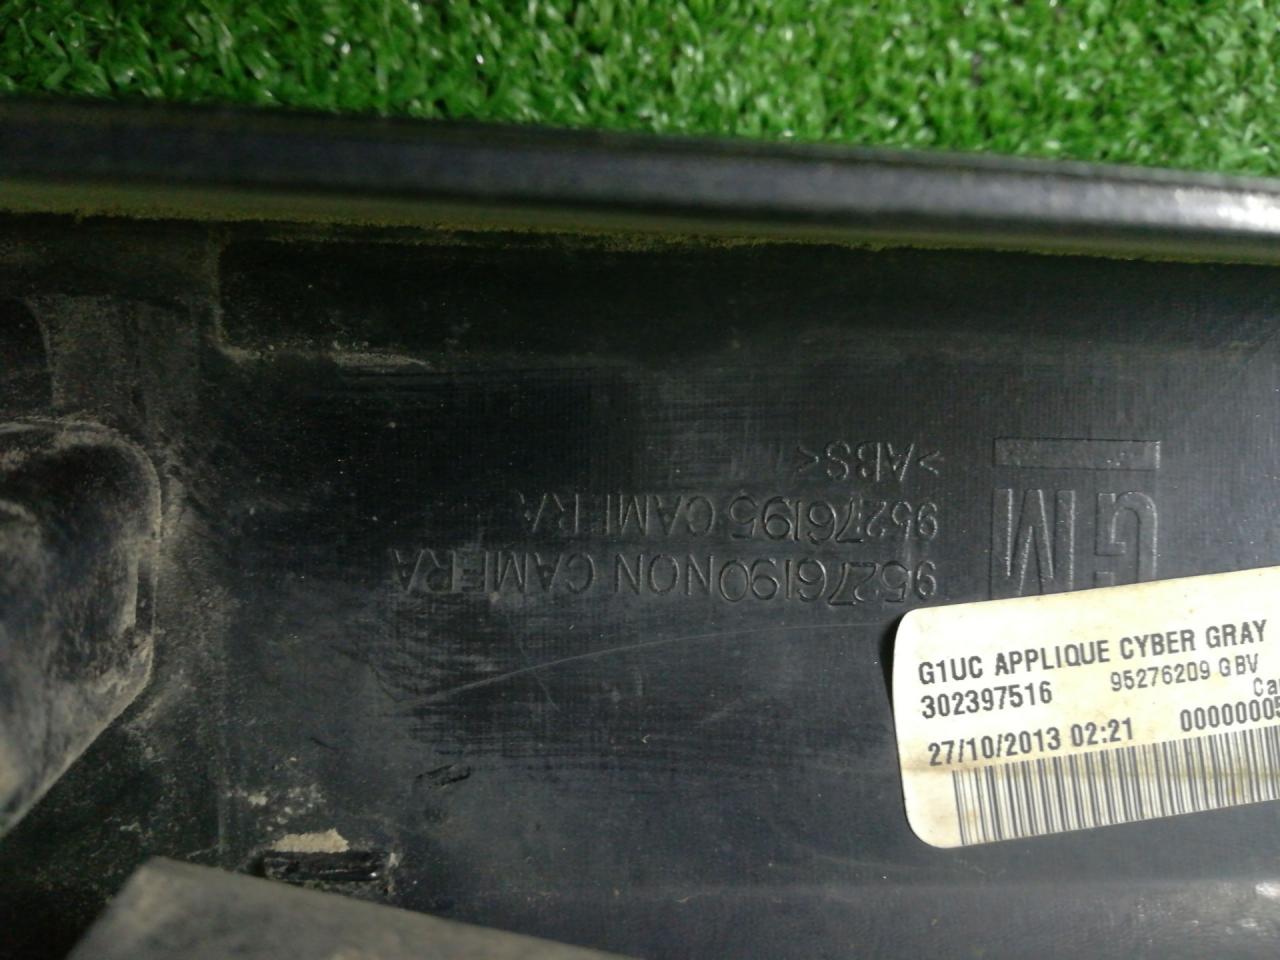 GM
95276190 NON CAMERA
95276195 CAMERA
>ABS<
G1UC APPLIQUE CYBER GRAY
302397516 95276209 GBV
27/10/2013 02:21